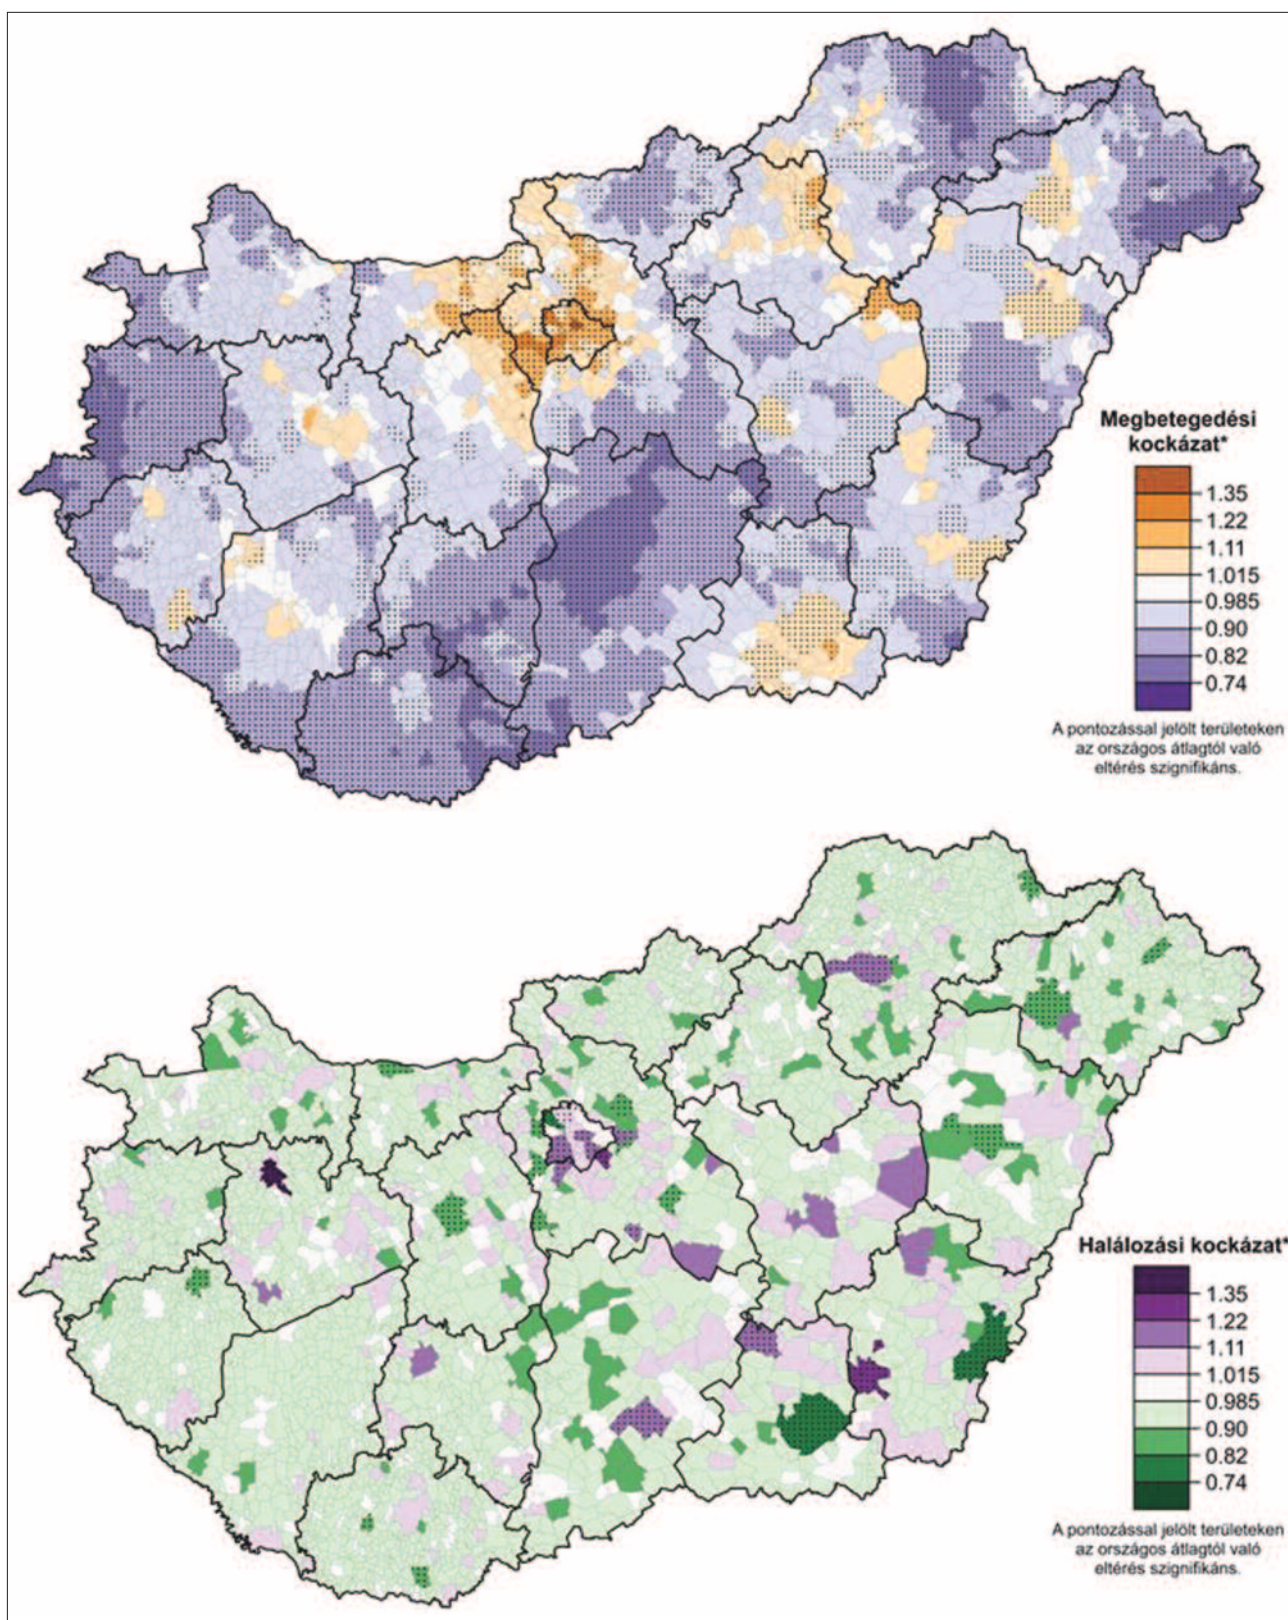 Megbetegedési
kockázat*
1.35
1.22
1.11
1.015
0.985
0.90
0.82
0.74
A pontozással jelölt területeken
az országos átlagtól való
eltérés szignifikáns.
Halálozási kockázat*
1.35
1.22
1.11
1.015
0.985
0.90
0.82
0.74
A pontozással jelölt területeken
az országos átlagtól való
eltérés szignifikáns.